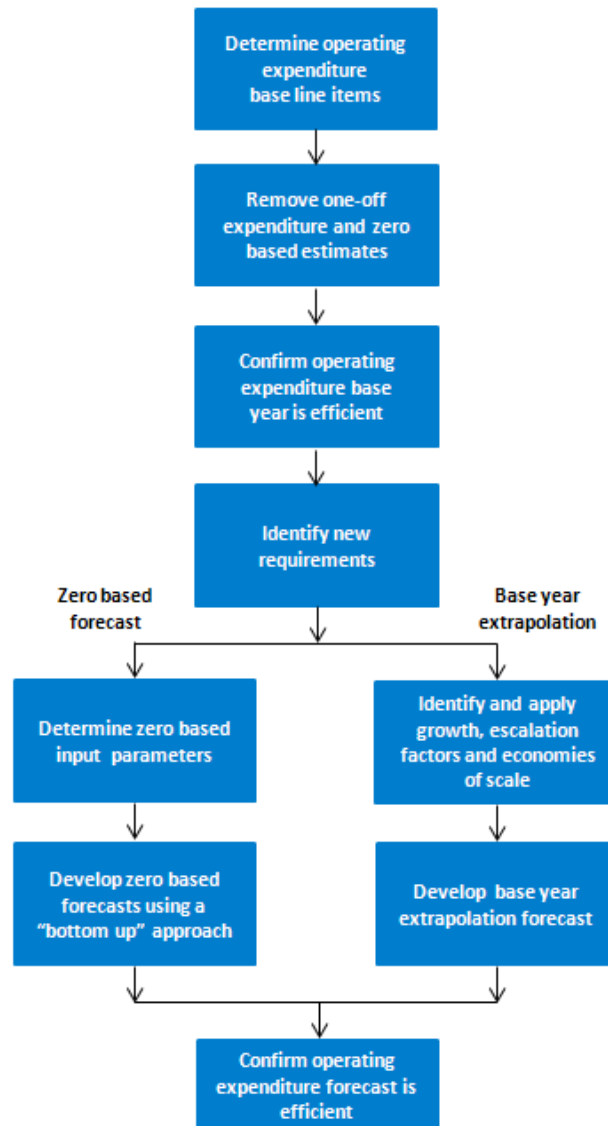 Determine operating
expenditure
base line items
Remove one-off
expenditure and zero
based estimates
Confirm operating
expenditure base
year is efficient
Identify new
requirements
Zero based
forecast
Base year
extrapolation
Determine zero based
input parameters
Identify and apply
growth, escalation
factors and economies
of scale
Develop zero based
forecasts using a
“bottom up” approach
Develop base year
extrapolation forecast
Confirm operating
expenditure forecast is
efficient